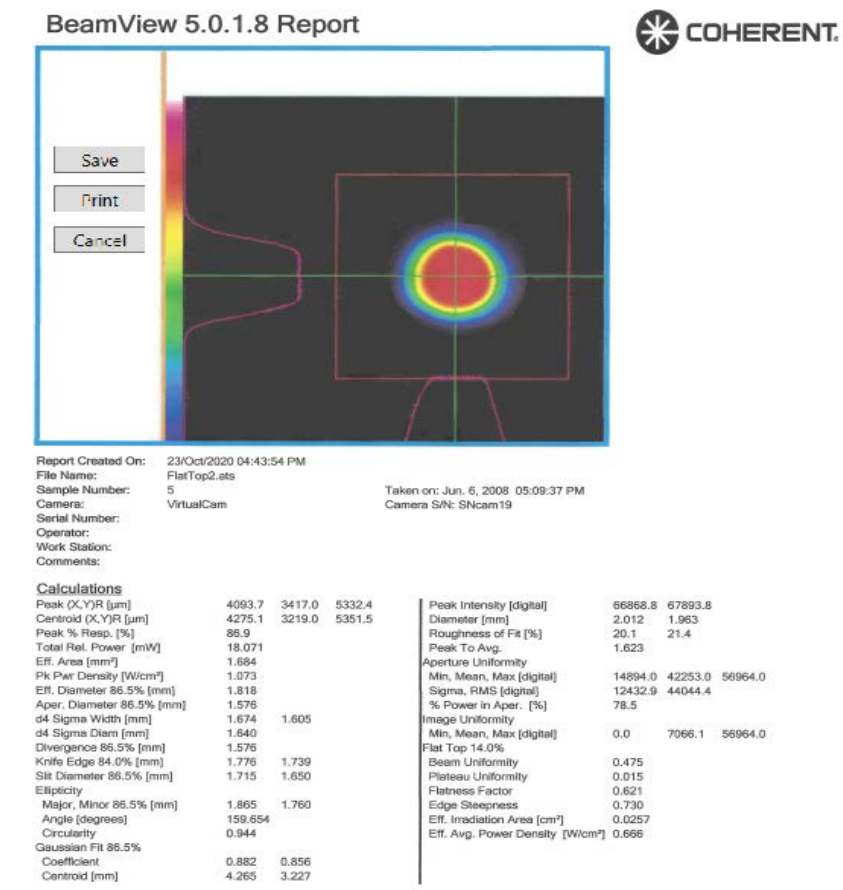 BeamView 5.0.1.8 Report
COHERENT.
Save
Print
Cancel
Report Created On: 23/Oct/2020 04:43:54 PM
File Name: FlatTop2.ats
Sample Number: 5 Taken on: Jun. 6, 2008 05:09:37 PM
Camera: VirtualCam Camera S/N: SNcam19
Serial Number:
Operator:
Work Station:
Comments:
Calculations
Peak (X,Y)R [µm] 4093.7 3417.0 5332.4
Centroid (X,Y)R [µm] 4275.1 3219.0 5351.5
Peak % Resp. [%] 86.9
Total Rel. Power [mW] 18.071
Eff. Area [mm²] 1.684
Pk Pwr Density [W/cm²] 1.073
Eff. Diameter 86.5% [mm] 1.818
Aper. Diameter 86.5% [mm] 1.576
d4 Sigma Width [mm] 1.674 1.605
d4 Sigma Diam [mm] 1.640
Divergence 86.5% [mm] 1.576
Knife Edge 84.0% [mm] 1.776 1.739
Slit Diameter 86.5% [mm] 1.715 1.650
Ellipticity
Major, Minor 86.5% [mm] 1.865 1.760
Angle [degrees] 159.654
Circularity 0.944
Gaussian Fit 86.5%
Coefficient 0.882 0.856
Centroid [mm] 4.265 3.227
Peak Intensity [digital] 66868.8 67893.8
Diameter [mm] 2.012 1.963
Roughness of Fit [%] 20.1 21.4
Peak To Avg. 1.623
Aperture Uniformity
Min, Mean, Max [digital] 14894.0 42253.0 56964.0
Sigma, RMS [digital] 12432.9 44044.4
% Power in Aper. [%] 78.5
Image Uniformity
Min, Mean, Max [digital] 0.0 7066.1 56964.0
Flat Top 14.0%
Beam Uniformity 0.475
Plateau Uniformity 0.015
Flatness Factor 0.621
Edge Steepness 0.730
Eff. Irradiation Area [cm²] 0.0257
Eff. Avg. Power Density [W/cm²] 0.666